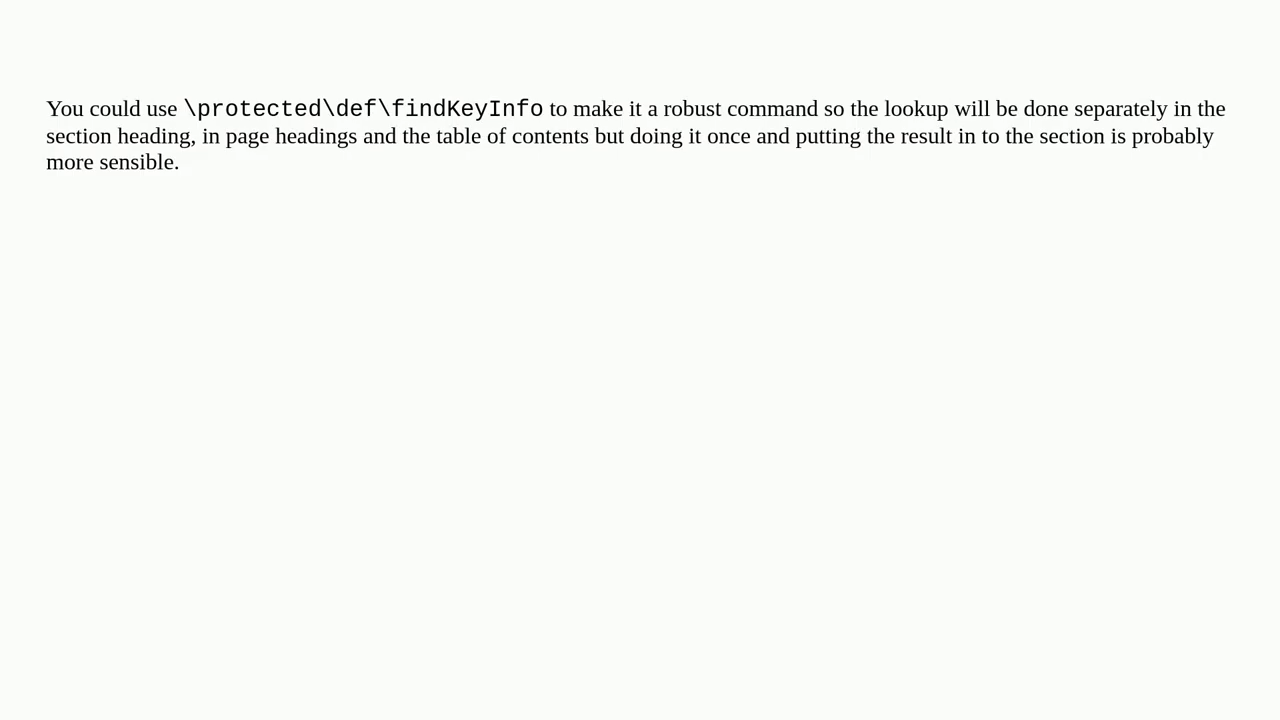 You could use \protected\def\findKeyInfo to make it a robust command so the lookup will be done separately in the
section heading, in page headings and the table of contents but doing it once and putting the result in to the section is probably
more sensible.